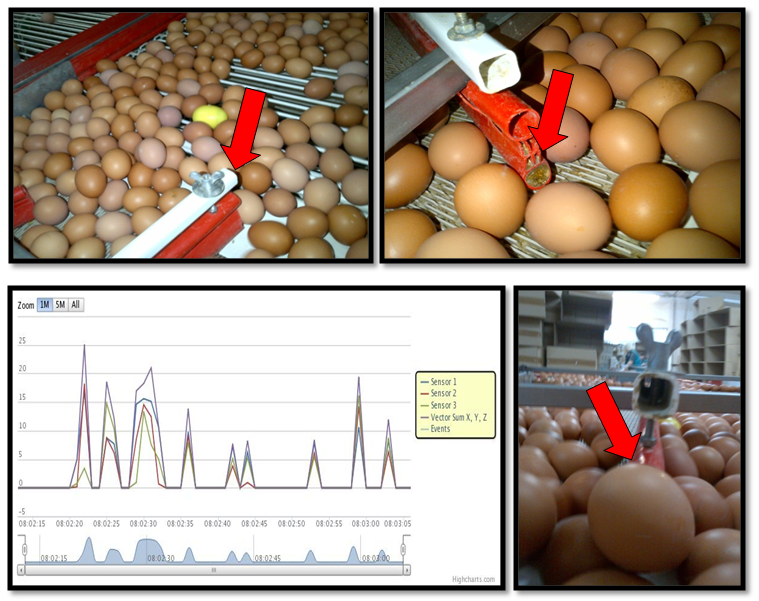 Zoom 1M 5M All
25
20
15
10
5
0
-5
Sensor 1
Sensor 2
Sensor 3
Vector Sum X, Y, Z
Events
08:02:15 08:02:20 08:02:25 08:02:30 08:02:35 08:02:40 08:02:45 08:02:50 08:02:55 08:03:00 08:03:05
08:02:15 08:02:30 08:02:45 08:03:00
Highcharts.com